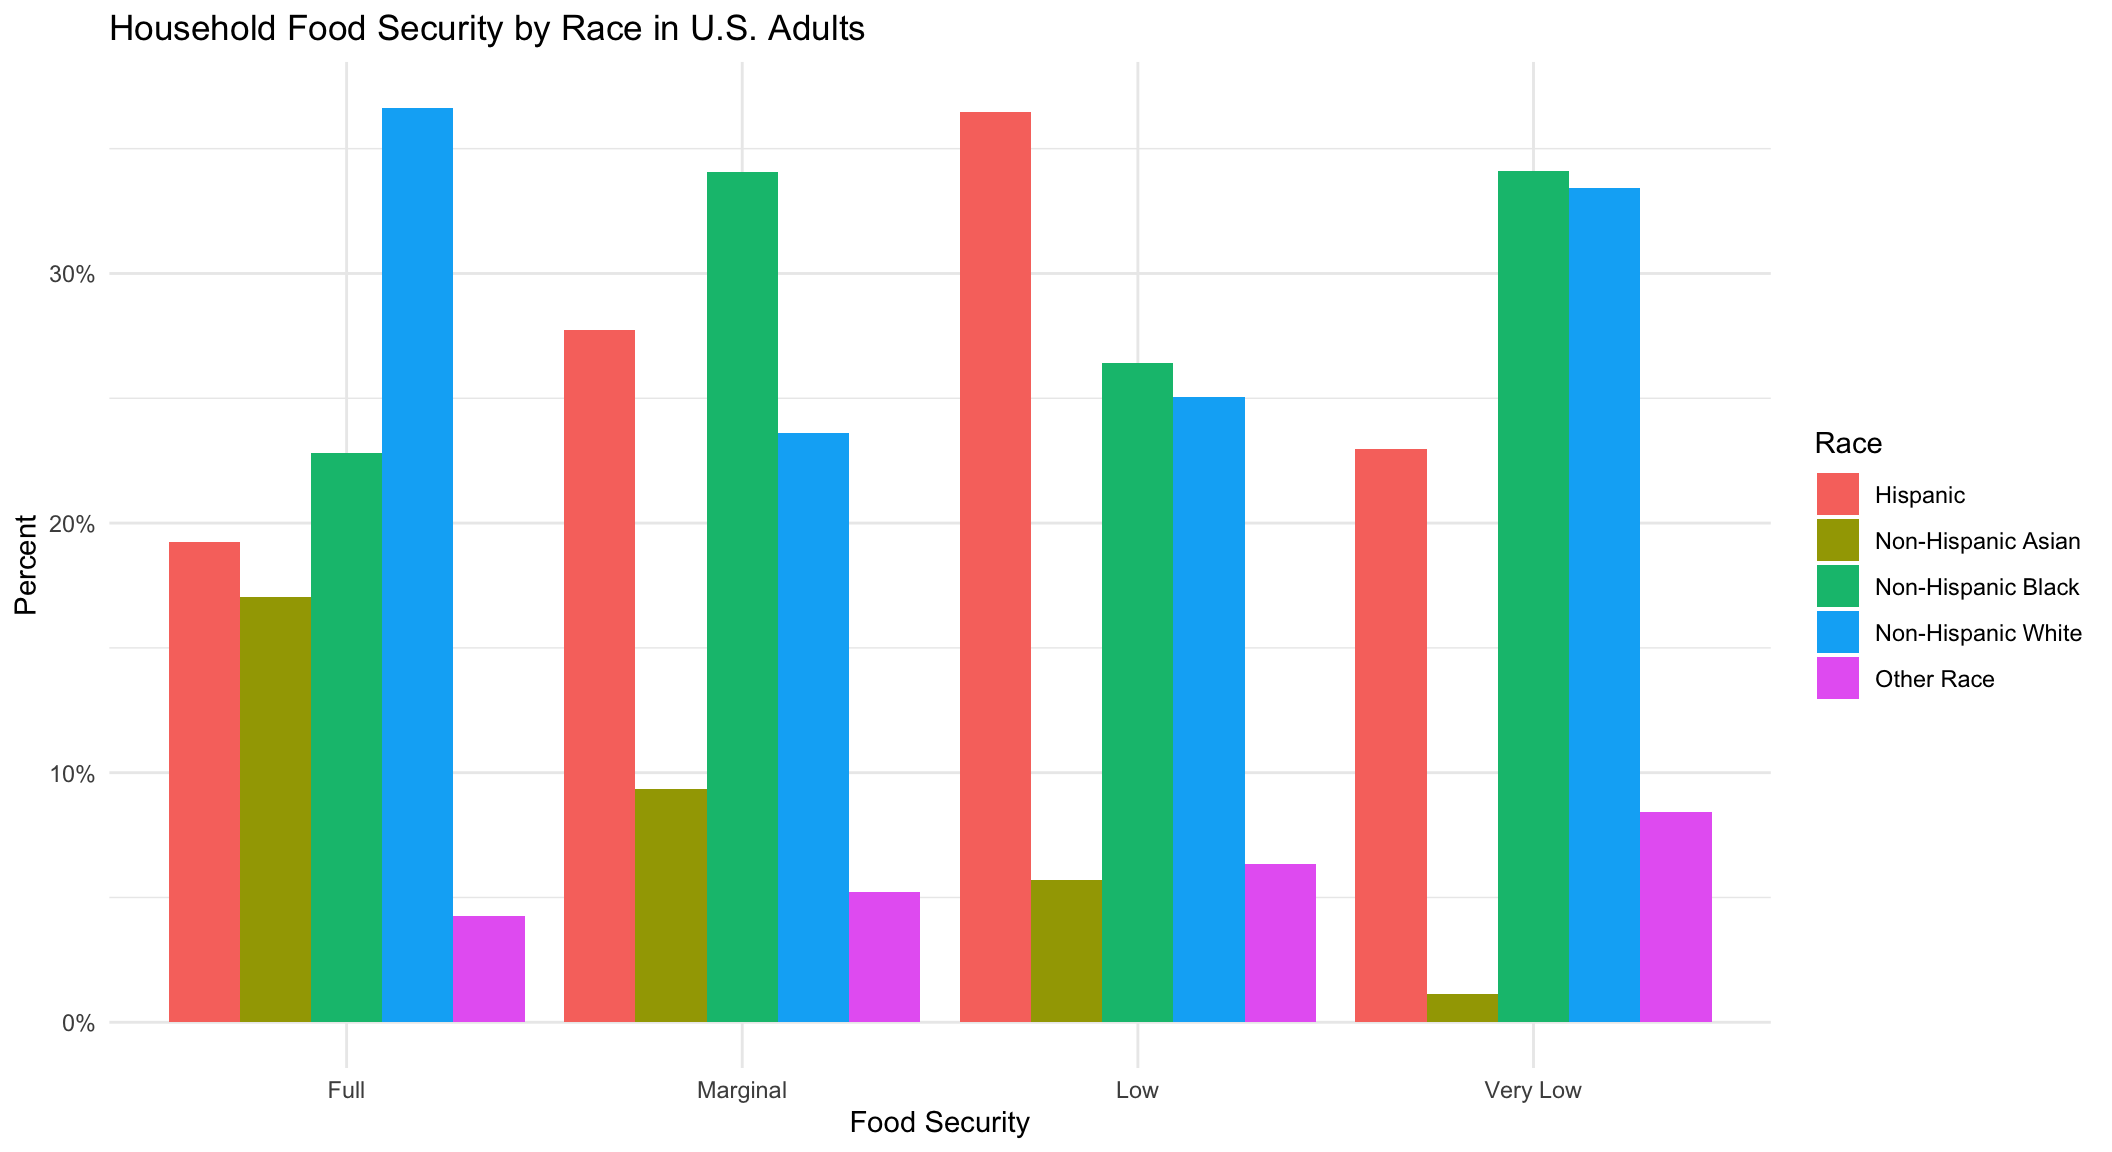 Household Food Security by Race in U.S. Adults
Percent
30%
20%
10%
0%
Full
Marginal
Low
Very Low
Food Security
Race
Hispanic
Non-Hispanic Asian
Non-Hispanic Black
Non-Hispanic White
Other Race